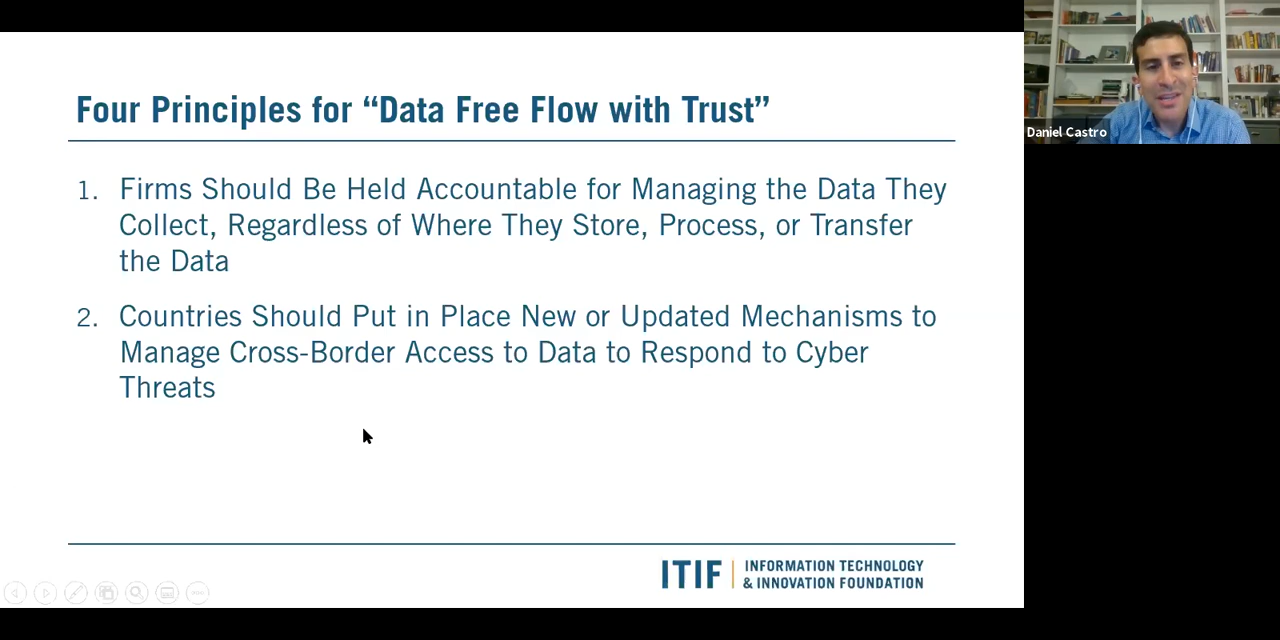 Four Principles for “Data Free Flow with Trust”
1. Firms Should Be Held Accountable for Managing the Data They
Collect, Regardless of Where They Store, Process, or Transfer
the Data
2. Countries Should Put in Place New or Updated Mechanisms to
Manage Cross-Border Access to Data to Respond to Cyber
Threats
ITIF
INFORMATION TECHNOLOGY
& INNOVATION FOUNDATION
Daniel Castro